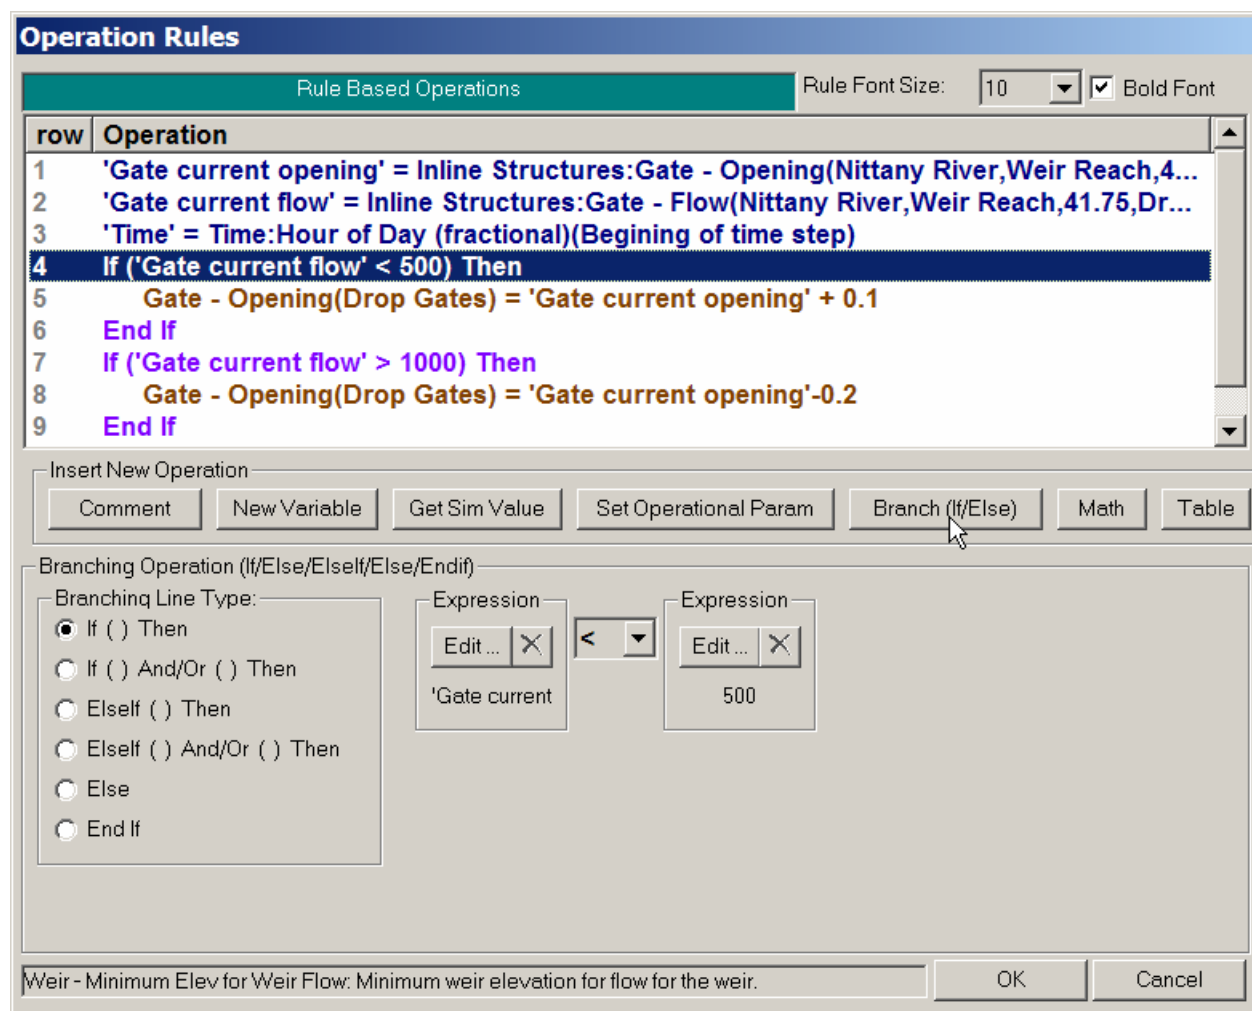 Operation Rules
Rule Based Operations Rule Font Size: 10 Bold Font
row Operation
1 'Gate current opening' = Inline Structures:Gate - Opening(Nittany River,Weir Reach,4...
2 'Gate current flow' = Inline Structures:Gate - Flow(Nittany River,Weir Reach,41.75,Dr...
3 'Time' = Time:Hour of Day (fractional)(Begining of time step)
4 If ('Gate current flow' < 500) Then
5 Gate - Opening(Drop Gates) = 'Gate current opening' + 0.1
6 End If
7 If ('Gate current flow' > 1000) Then
8 Gate - Opening(Drop Gates) = 'Gate current opening'-0.2
9 End If
Insert New Operation
Comment New Variable Get Sim Value Set Operational Param Branch (If/Else) Math Table
Branching Operation (If/Else/ElseIf/Else/Endif)
Branching Line Type: Expression Expression
If ( ) Then
Edit ... < Edit ...
If ( ) And/Or ( ) Then
'Gate current 500
ElseIf ( ) Then
ElseIf ( ) And/Or ( ) Then
Else
End If
Weir - Minimum Elev for Weir Flow: Minimum weir elevation for flow for the weir. OK Cancel